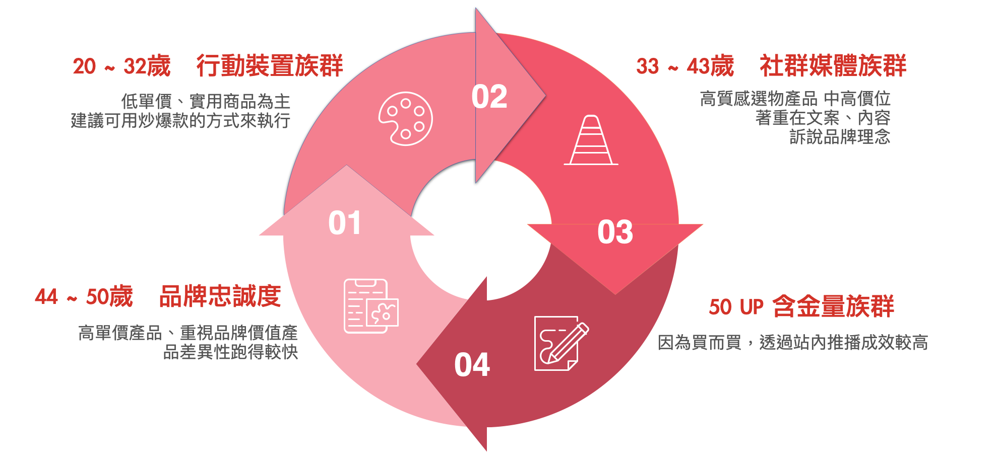 20 ~ 32歲　行動裝置族群
低單價、實用商品為主
建議可用炒爆款的方式來執行
02
33 ~ 43歲　社群媒體族群
高質感選物產品 中高價位
著重在文案、內容
訴說品牌理念
01
03
44 ~ 50歲　品牌忠誠度
高單價產品、重視品牌價值產
品差異性跑得較快
04
50 UP 含金量族群
因為買而買，透過站內推播成效較高